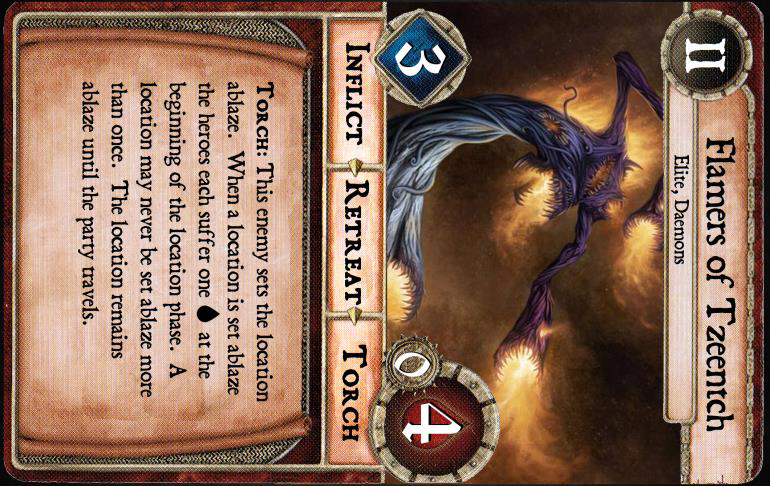 II
Flamers of Tzeentch
Elite, Daemons
3
0
4
INFLICT RETREAT TORCH
TORCH: This enemy sets the location
ablaze. When a location is set ablaze
the heroes each suffer one at the
beginning of the location phase. A
location may never be set ablaze more
than once. The location remains
ablaze until the party travels.